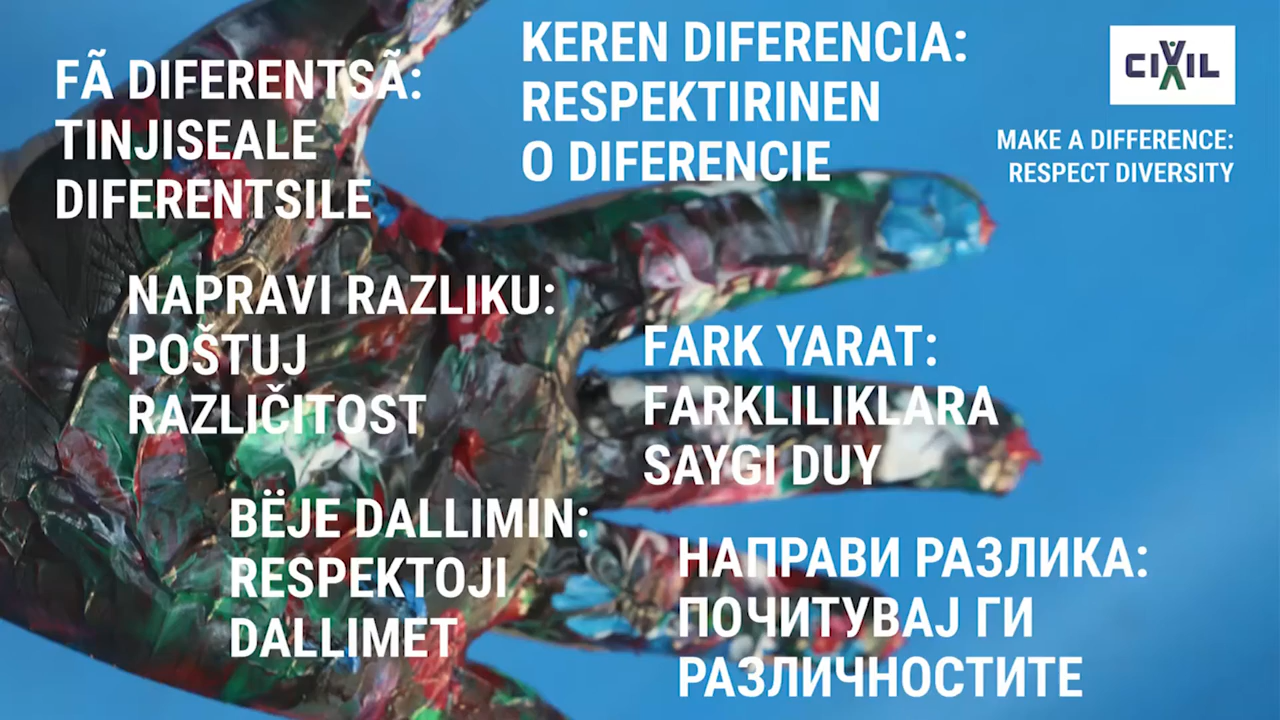 FÃ DIFERENTSÃ:
TINJISEALE
DIFERENTSILE
KEREN DIFERENCIA:
RESPEKTIRINEN
O DIFERENCIE
CIVIL
MAKE A DIFFERENCE:
RESPECT DIVERSITY
NAPRAVI RAZLIKU:
POŠTUJ
RAZLIČITOST
FARK YARAT:
FARKLILIKLARA
SAYGI DUY
BËJE DALLIMIN:
RESPEKTOJI
DALLIMET
НАПРАВИ РАЗЛИКА:
ПОЧИТУВАЈ ГИ
РАЗЛИЧНОСТИТЕ